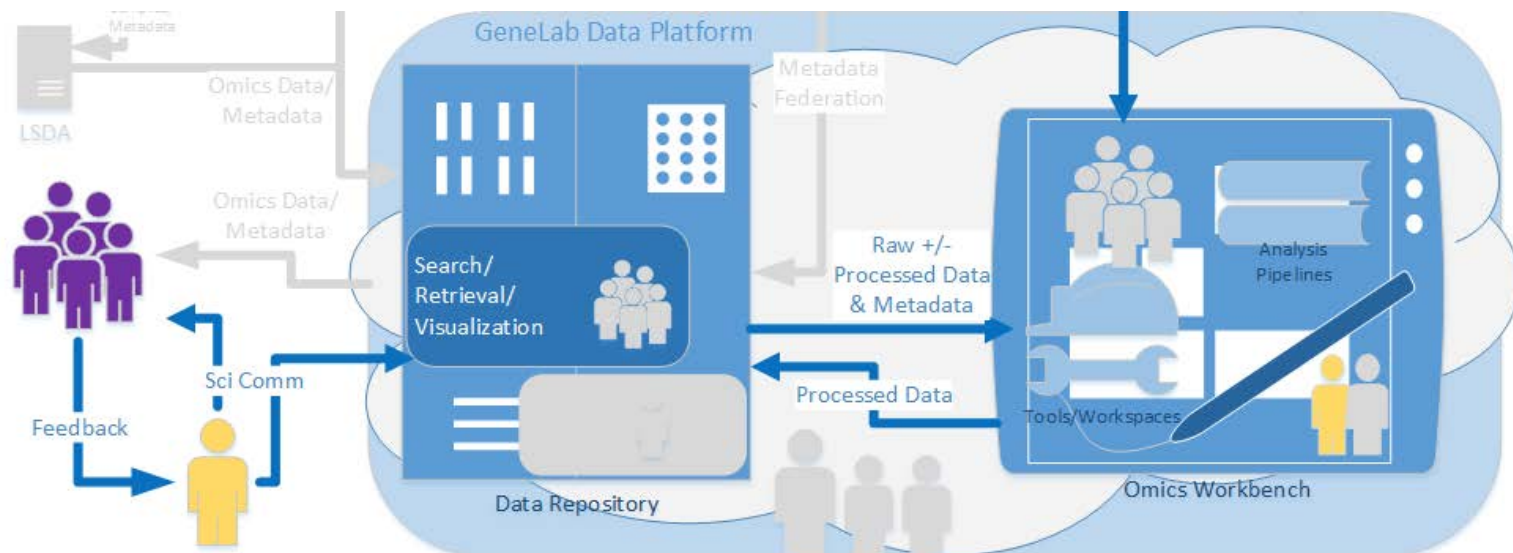 Metadata
GeneLab Data Platform
Omics Data/
Metadata
Metadata
Federation
LSDA
Omics Data/
Metadata
Search/
Retrieval/
Visualization
Raw +/-
Processed Data
& Metadata
Analysis
Pipelines
Sci Comm
Feedback
Processed Data
Tools/Workspaces
Data Repository
Omics Workbench